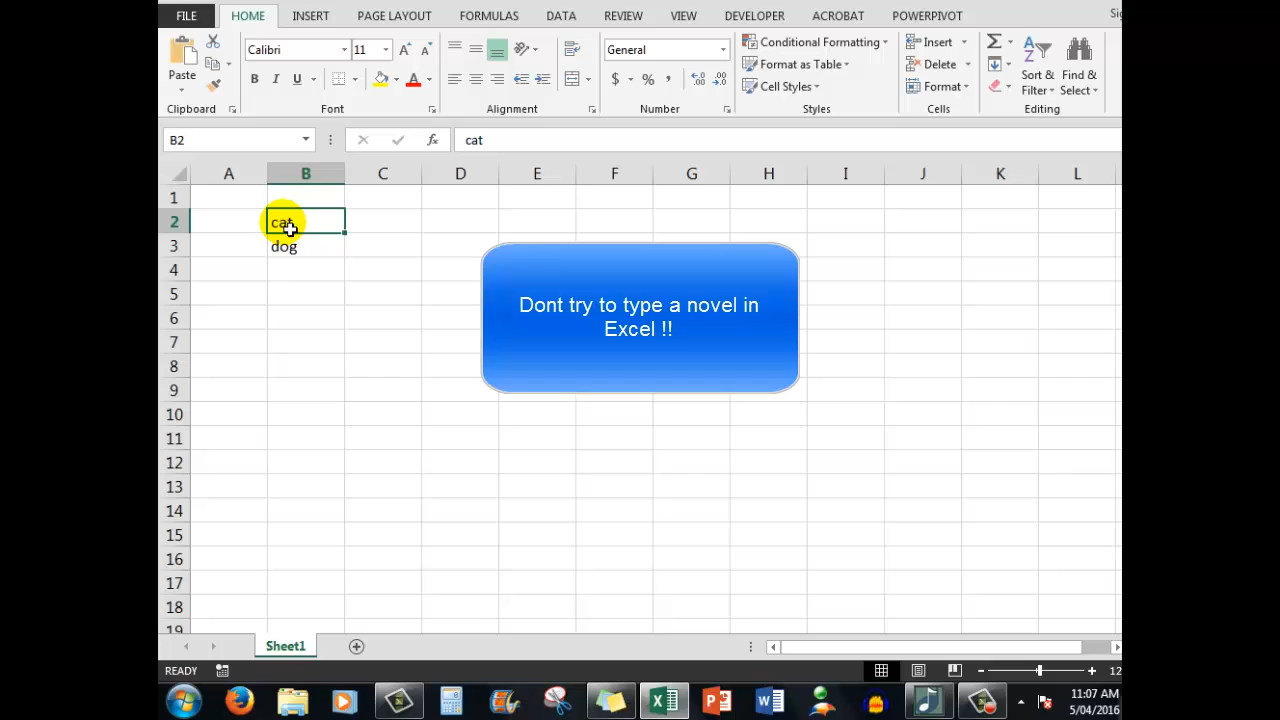 FILE HOME INSERT PAGE LAYOUT FORMULAS DATA REVIEW VIEW DEVELOPER ACROBAT POWERPIVOT
Calibri 11 General Conditional Formatting Insert
Paste Format as Table Delete Sort & Find &
B I U $ % , Cell Styles Format Filter Select
Clipboard Font Alignment Number Styles Cells Editing
B2 fx cat
A B C D E F G H I J K L
1
2 cat
3 dog
4
5
6
7
8
9
10
11
12
13
14
15
16
17
18
19
Dont try to type a novel in
Excel !!
Sheet1
READY 12
11:07 AM
5/04/2016